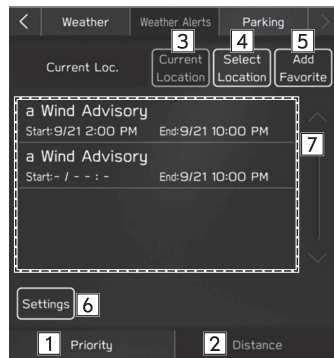 < Weather Weather Alerts Parking >
3 4 5
Current Loc. Current Location Select Location Add Favorite
a Wind Advisory
Start:9/21 2:00 PM End:9/21 10:00 PM
7
a Wind Advisory
Start:- / - - : - End:9/21 10:00 PM
Settings 6
1 Priority 2 Distance